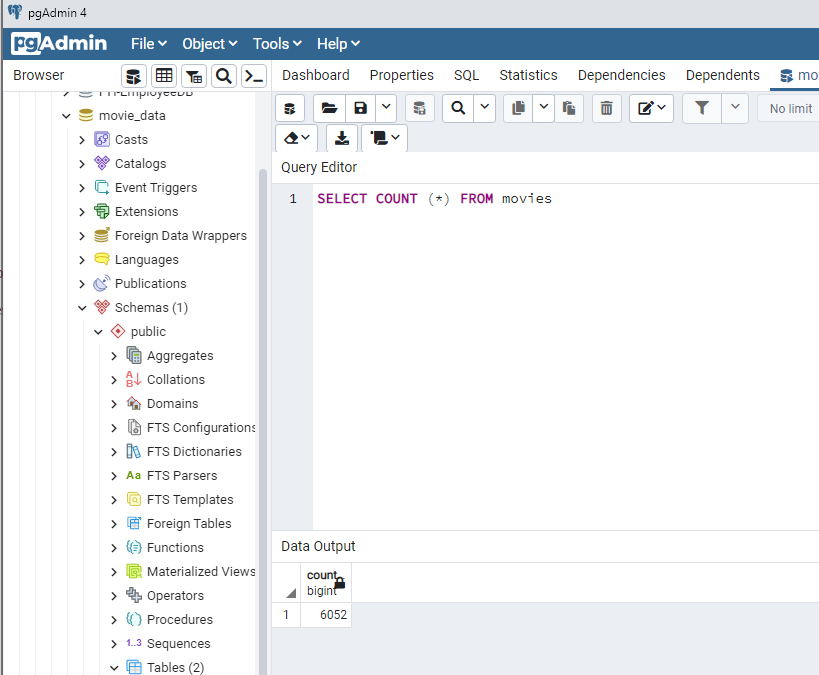 pgAdmin 4
pgAdmin File Object Tools Help
Browser
Dashboard Properties SQL Statistics Dependencies Dependents mo
No limit
Query Editor
1 SELECT COUNT (*) FROM movies
movie_data
Casts
Catalogs
Event Triggers
Extensions
Foreign Data Wrappers
Languages
Publications
Schemas (1)
public
Aggregates
Collations
Domains
FTS Configurations
FTS Dictionaries
Aa FTS Parsers
FTS Templates
Foreign Tables
Functions
Materialized Views
Operators
Procedures
1..3 Sequences
Tables (2)
Data Output
count
bigint
1 6052